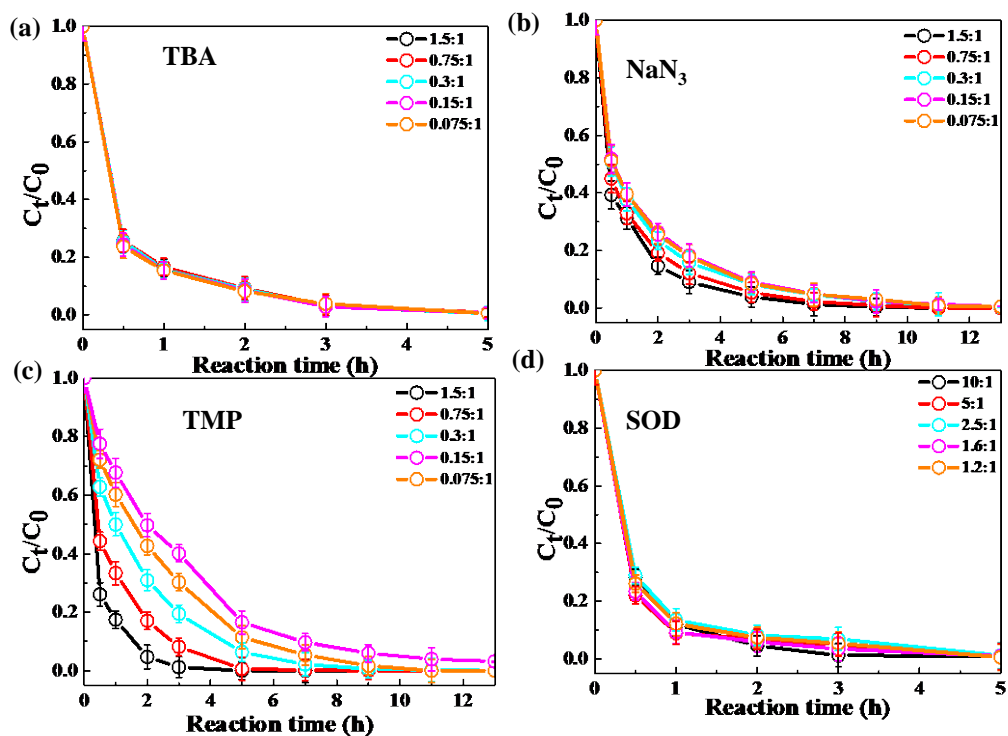 (a)
TBA
1.5:1
0.75:1
0.3:1
0.15:1
0.075:1
Ct/C0
1.0
0.8
0.6
0.4
0.2
0.0
0 1 2 3 4 5
Reaction time (h)
(b)
NaN3
1.5:1
0.75:1
0.3:1
0.15:1
0.075:1
Ct/C0
1.0
0.8
0.6
0.4
0.2
0.0
0 2 4 6 8 10 12
Reaction time (h)
(c)
TMP
1.5:1
0.75:1
0.3:1
0.15:1
0.075:1
Ct/C0
1.0
0.8
0.6
0.4
0.2
0.0
0 2 4 6 8 10 12
Reaction time (h)
(d)
SOD
10:1
5:1
2.5:1
1.6:1
1.2:1
Ct/C0
1.0
0.8
0.6
0.4
0.2
0.0
0 1 2 3 4 5
Reaction time (h)